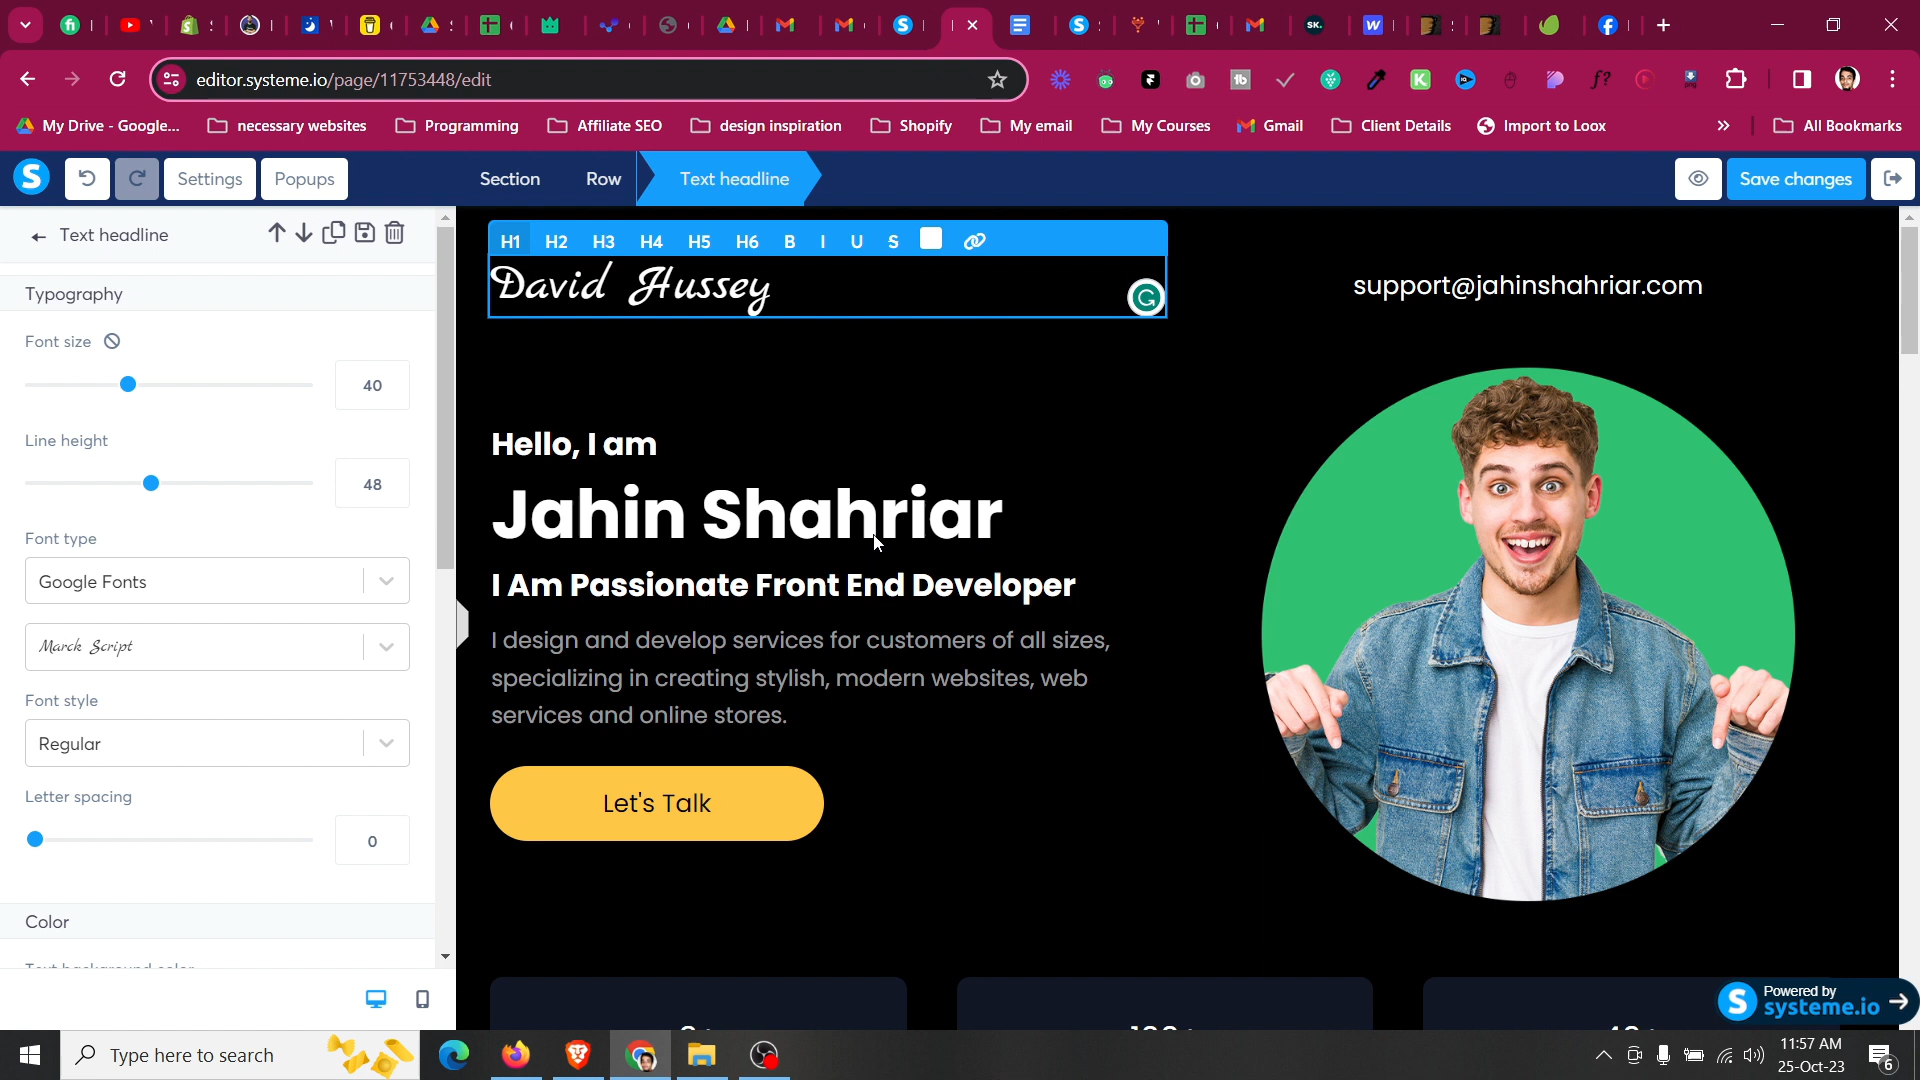 editor.systeme.io/page/11753448/edit
My Drive - Google...
necessary websites
Programming
Affiliate SEO
design inspiration
Shopify
My email
My Courses
Gmail
Client Details
Import to Loox
»
All Bookmarks
Settings
Popups
Section
Row
Text headline
Save changes
Text headline
H1 H2 H3 H4 H5 H6 B I U S
David Hussey
support@jahinshahriar.com
Typography
Font size
40
Line height
48
Font type
Google Fonts
Marck Script
Font style
Regular
Letter spacing
0
Color
Hello, I am
Jahin Shahriar
I Am Passionate Front End Developer
I design and develop services for customers of all sizes,
specializing in creating stylish, modern websites, web
services and online stores.
Let's Talk
Powered by
systeme.io
Type here to search
11:57 AM
25-Oct-23
6